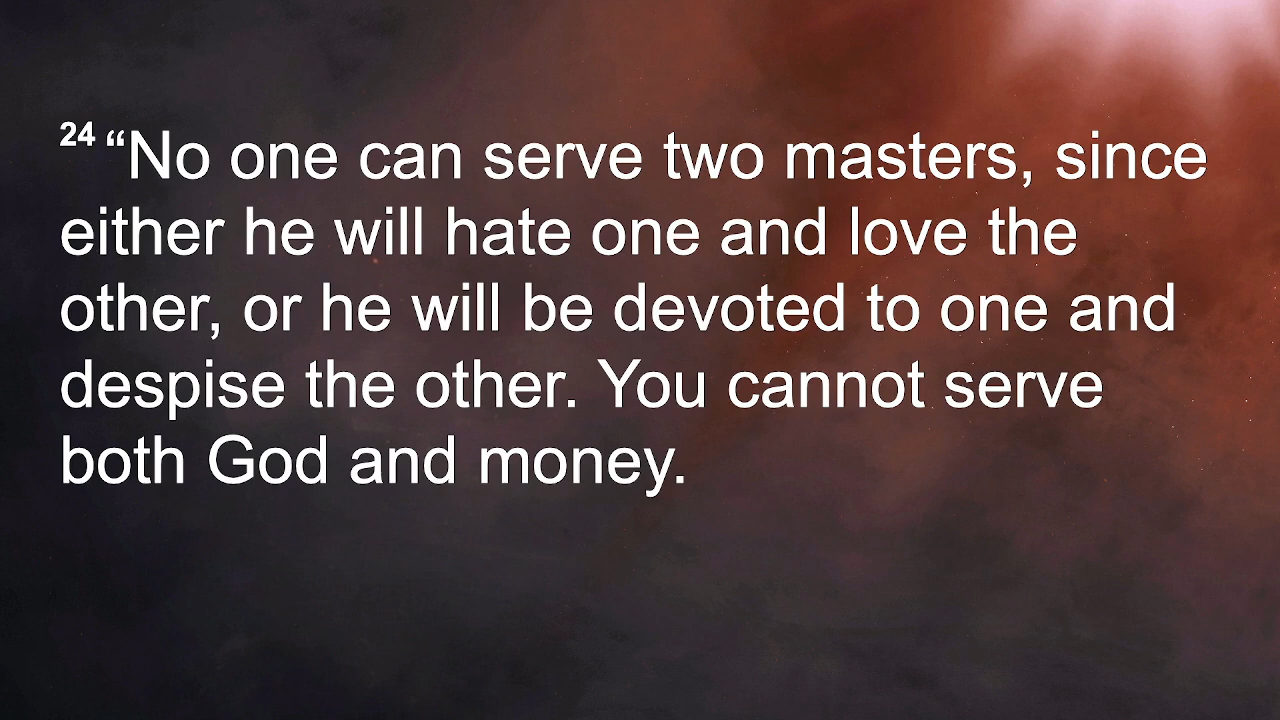 24 “No one can serve two masters, since
either he will hate one and love the
other, or he will be devoted to one and
despise the other. You cannot serve
both God and money.